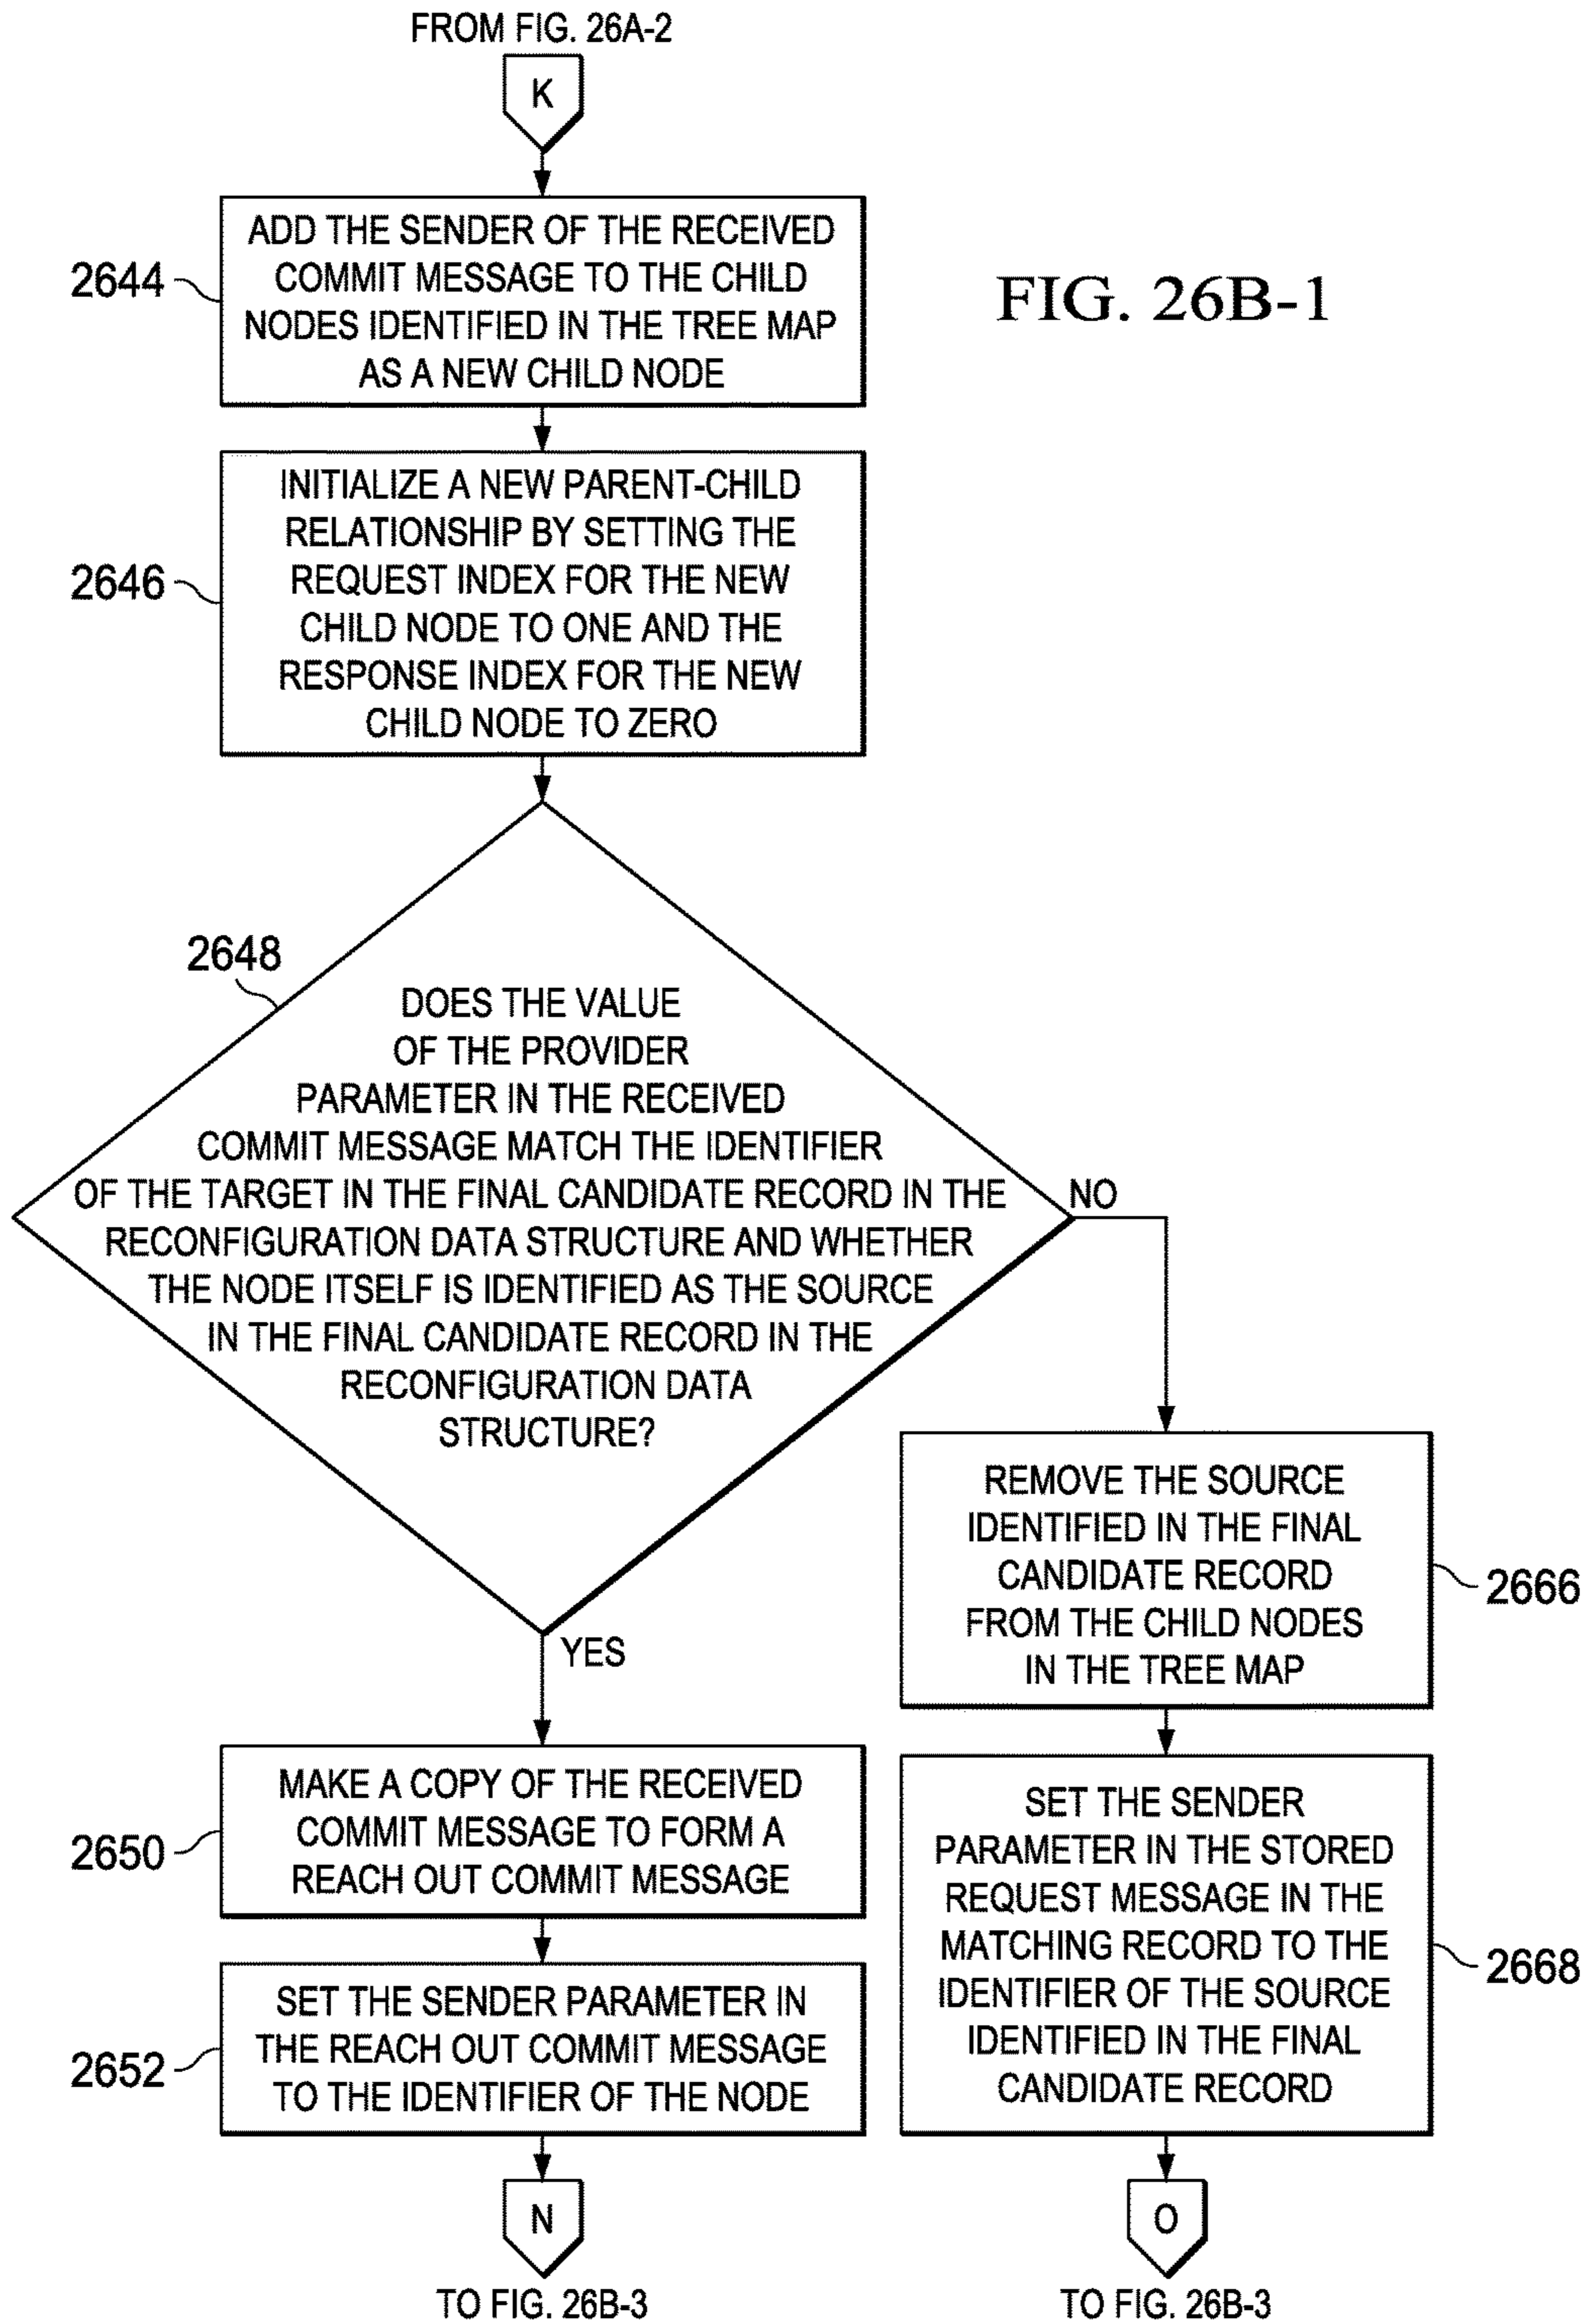 FROM FIG. 26A-2
K
2644
ADD THE SENDER OF THE RECEIVED
COMMIT MESSAGE TO THE CHILD
NODES IDENTIFIED IN THE TREE MAP
AS A NEW CHILD NODE
FIG. 26B-1
2646
INITIALIZE A NEW PARENT-CHILD
RELATIONSHIP BY SETTING THE
REQUEST INDEX FOR THE NEW
CHILD NODE TO ONE AND THE
RESPONSE INDEX FOR THE NEW
CHILD NODE TO ZERO
2648
DOES THE VALUE
OF THE PROVIDER
PARAMETER IN THE RECEIVED
COMMIT MESSAGE MATCH THE IDENTIFIER
OF THE TARGET IN THE FINAL CANDIDATE RECORD IN THE
RECONFIGURATION DATA STRUCTURE AND WHETHER
THE NODE ITSELF IS IDENTIFIED AS THE SOURCE
IN THE FINAL CANDIDATE RECORD IN THE
RECONFIGURATION DATA
STRUCTURE?
NO
YES
REMOVE THE SOURCE
IDENTIFIED IN THE FINAL
CANDIDATE RECORD
FROM THE CHILD NODES
IN THE TREE MAP
2666
2650
MAKE A COPY OF THE RECEIVED
COMMIT MESSAGE TO FORM A
REACH OUT COMMIT MESSAGE
SET THE SENDER
PARAMETER IN THE STORED
REQUEST MESSAGE IN THE
MATCHING RECORD TO THE
IDENTIFIER OF THE SOURCE
IDENTIFIED IN THE FINAL
CANDIDATE RECORD
2668
2652
SET THE SENDER PARAMETER IN
THE REACH OUT COMMIT MESSAGE
TO THE IDENTIFIER OF THE NODE
N
TO FIG. 26B-3
O
TO FIG. 26B-3